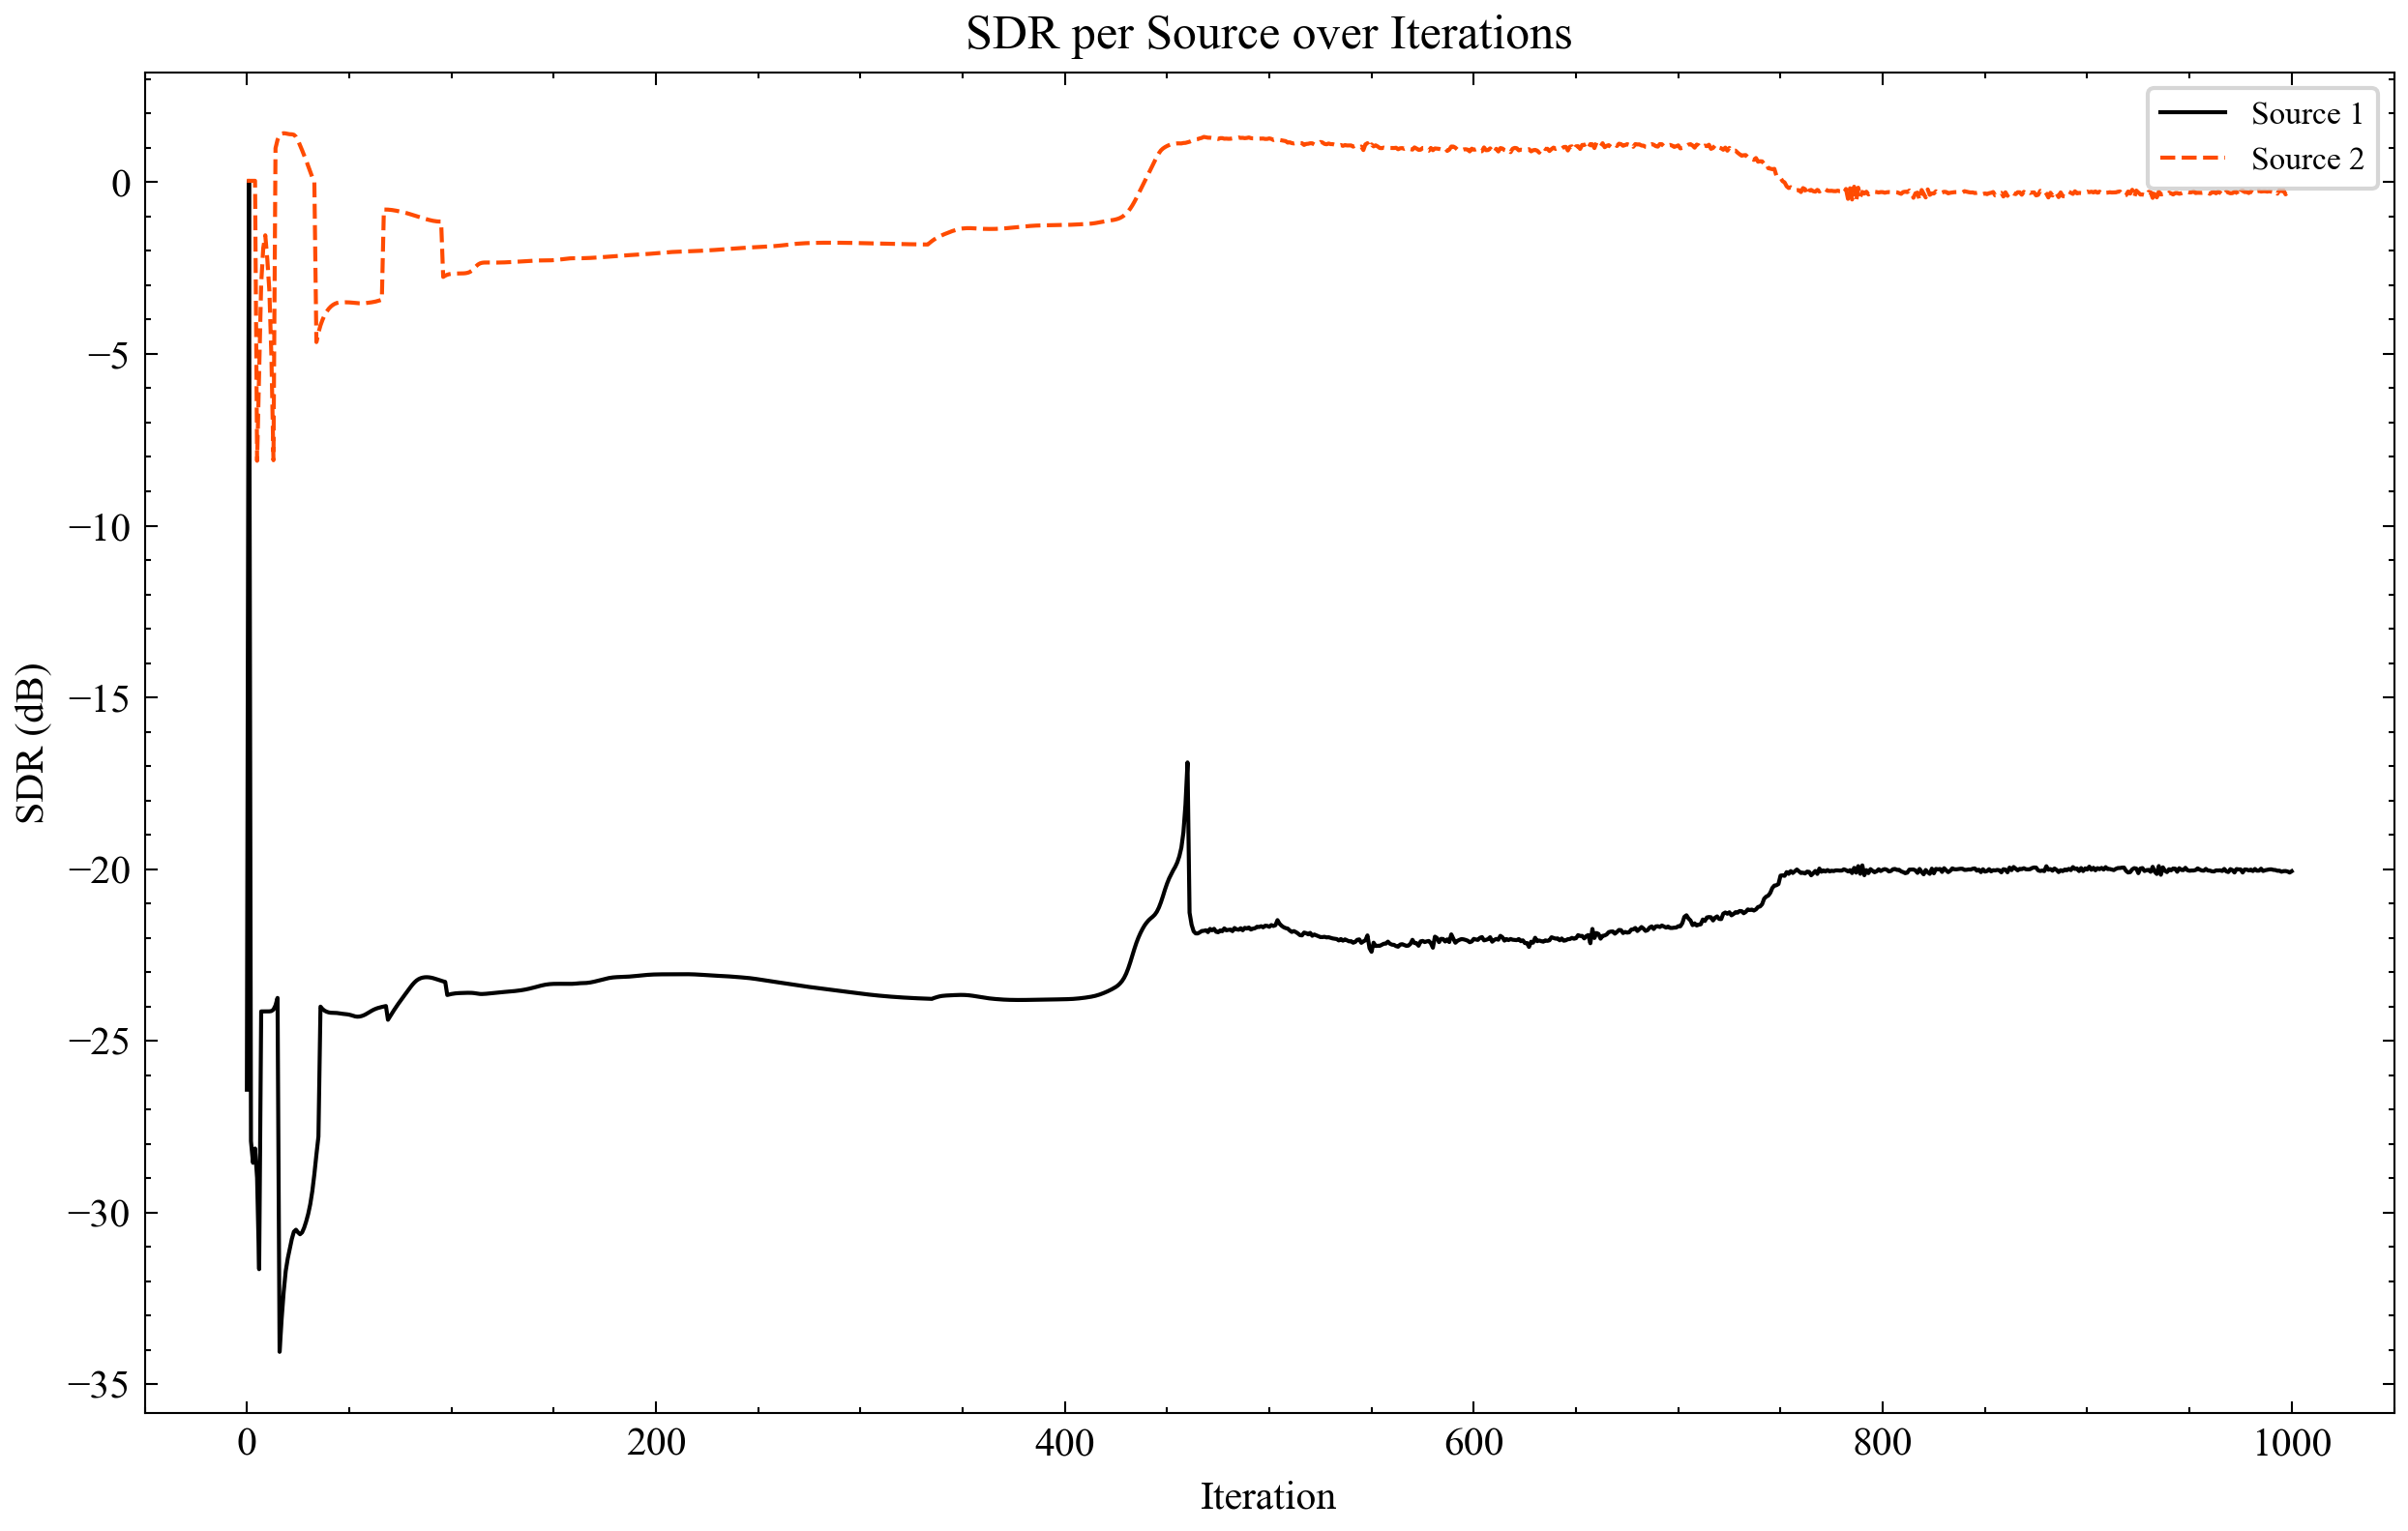 SDR per Source over Iterations
Source 1
Source 2
0
−5
−10
−15
−20
−25
−30
−35
SDR (dB)
0
200
400
600
800
1000
Iteration